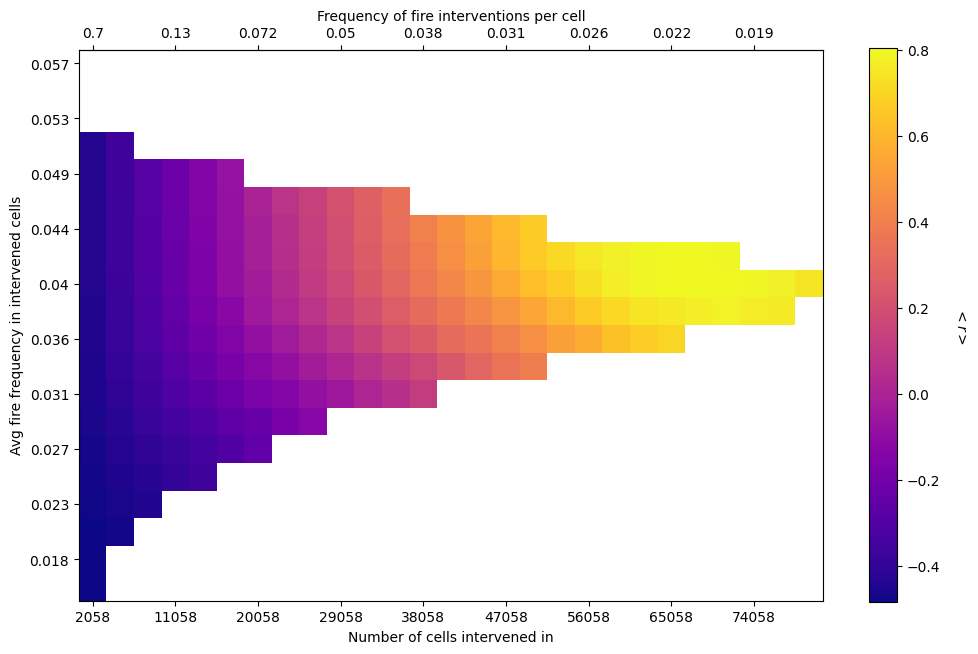 Frequency of fire interventions per cell
0.7 0.13 0.072 0.05 0.038 0.031 0.026 0.022 0.019
Avg fire frequency in intervened cells
0.057
0.053
0.049
0.044
0.04
0.036
0.031
0.027
0.023
0.018
2058 11058 20058 29058 38058 47058 56058 65058 74058
Number of cells intervened in
0.8
0.6
0.4
0.2
0.0
−0.2
−0.4
< r >